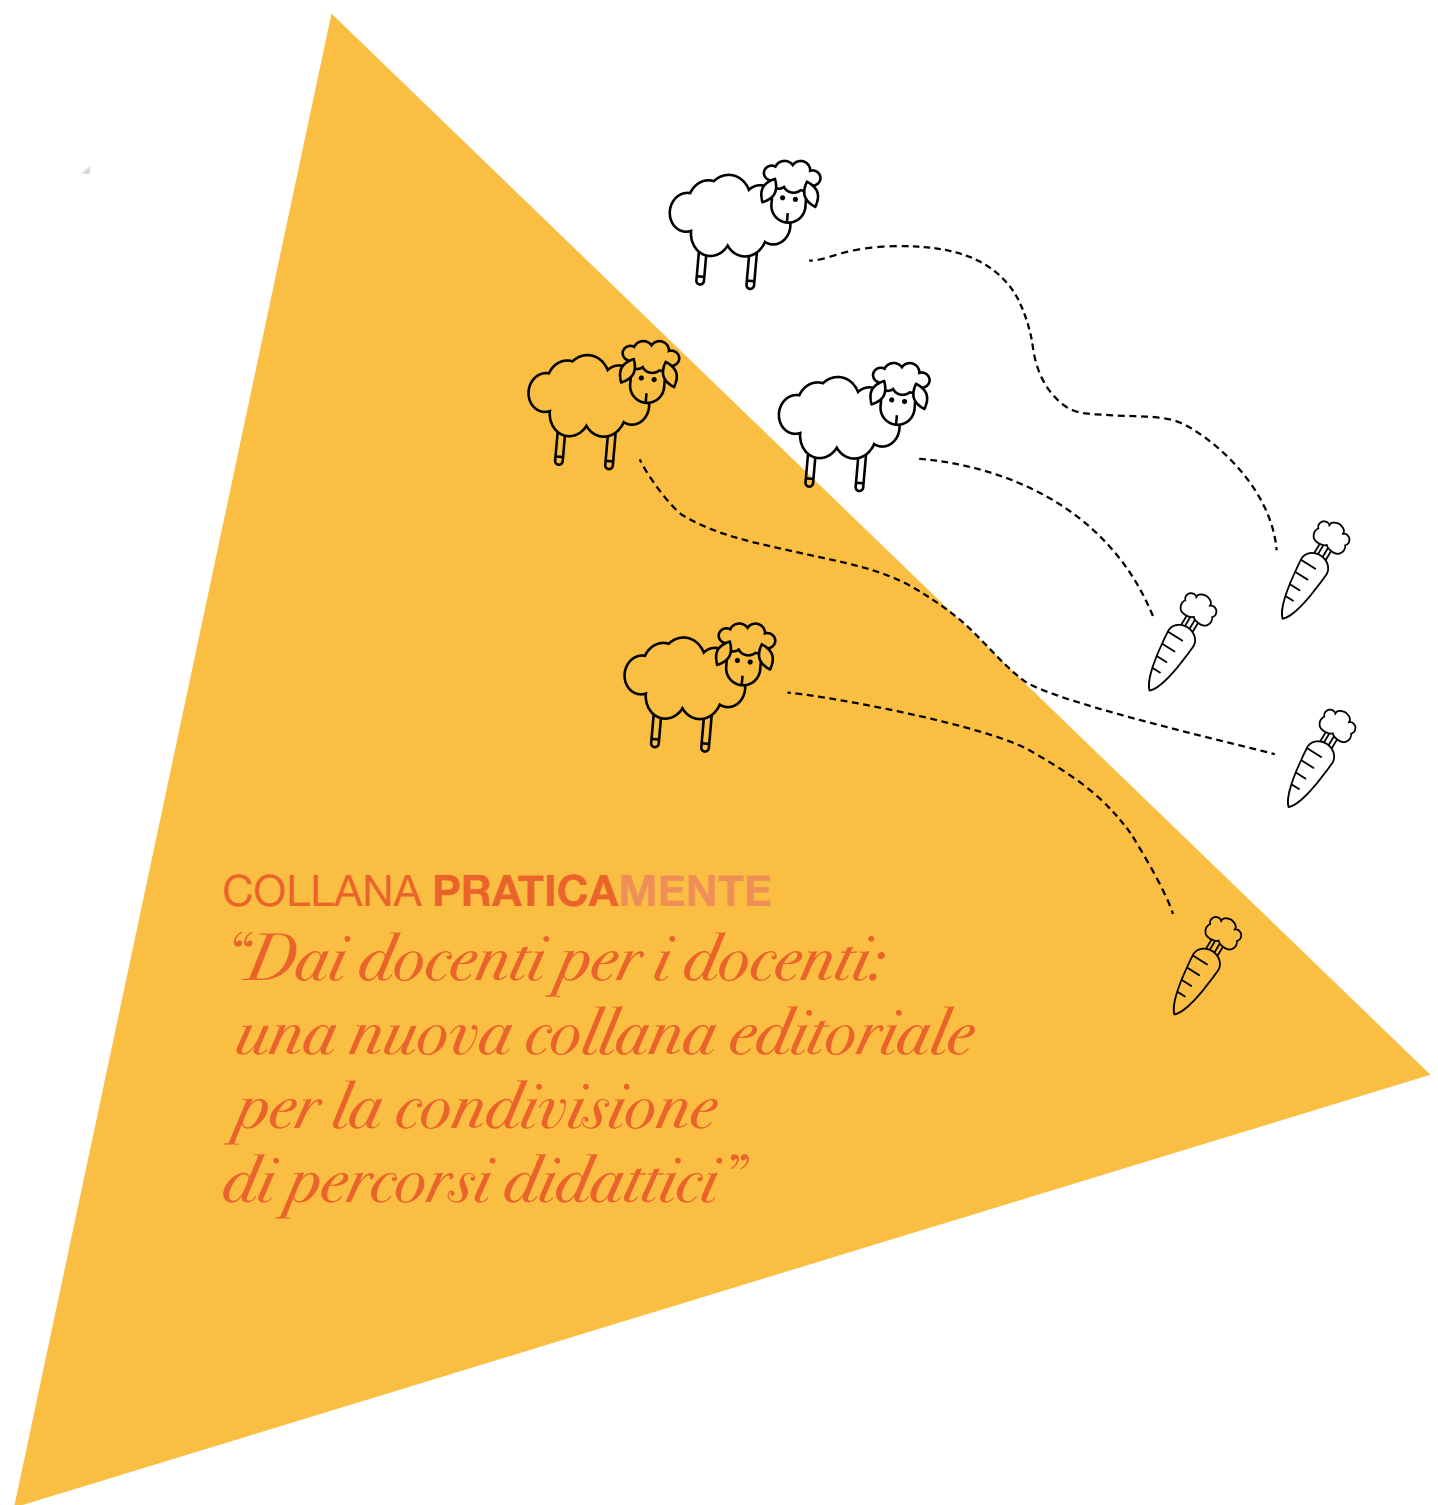 COLLANA PRATICAMENTE
“Dai docenti per i docenti:
una nuova collana editoriale
per la condivisione
di percorsi didattici”